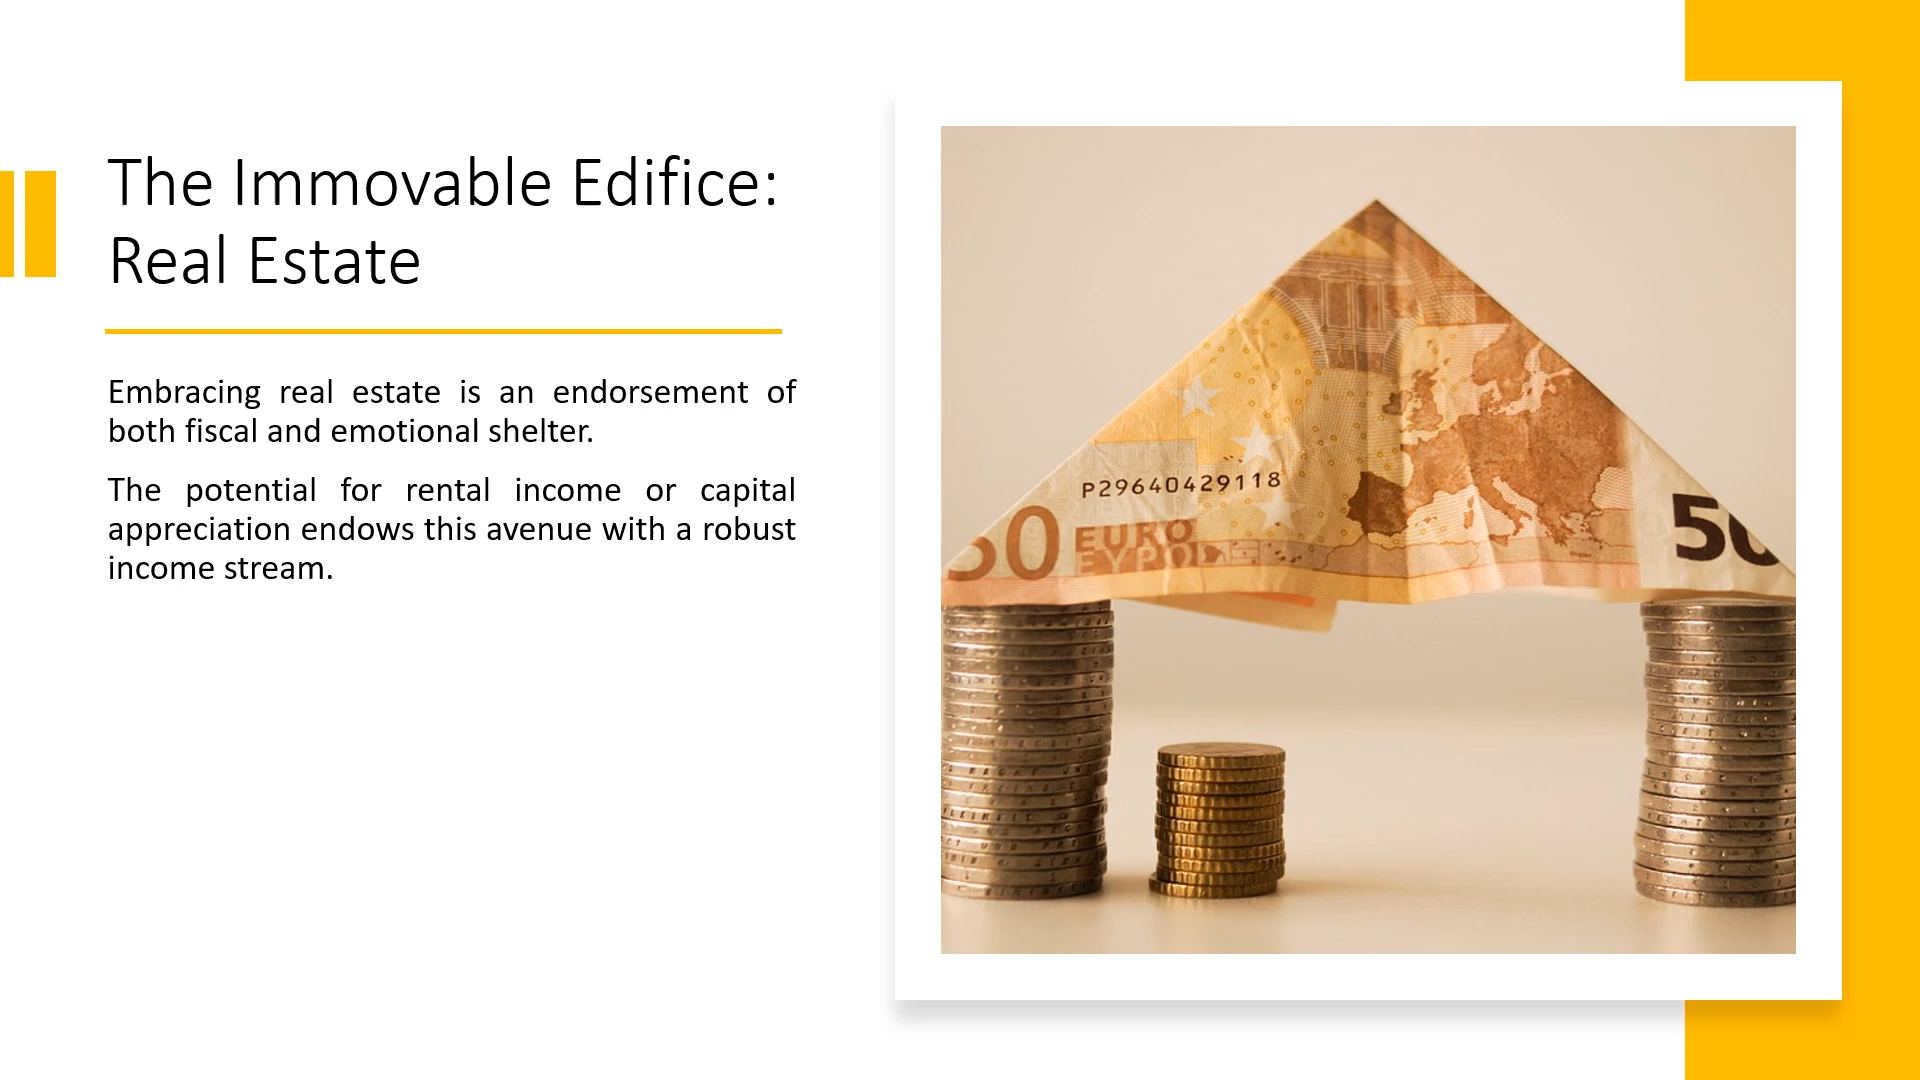 The Immovable Edifice:
Real Estate
Embracing real estate is an endorsement of
both fiscal and emotional shelter.
The potential for rental income or capital
appreciation endows this avenue with a robust
income stream.
P29640429118
50
EURO
ΕΥΡΩ
50